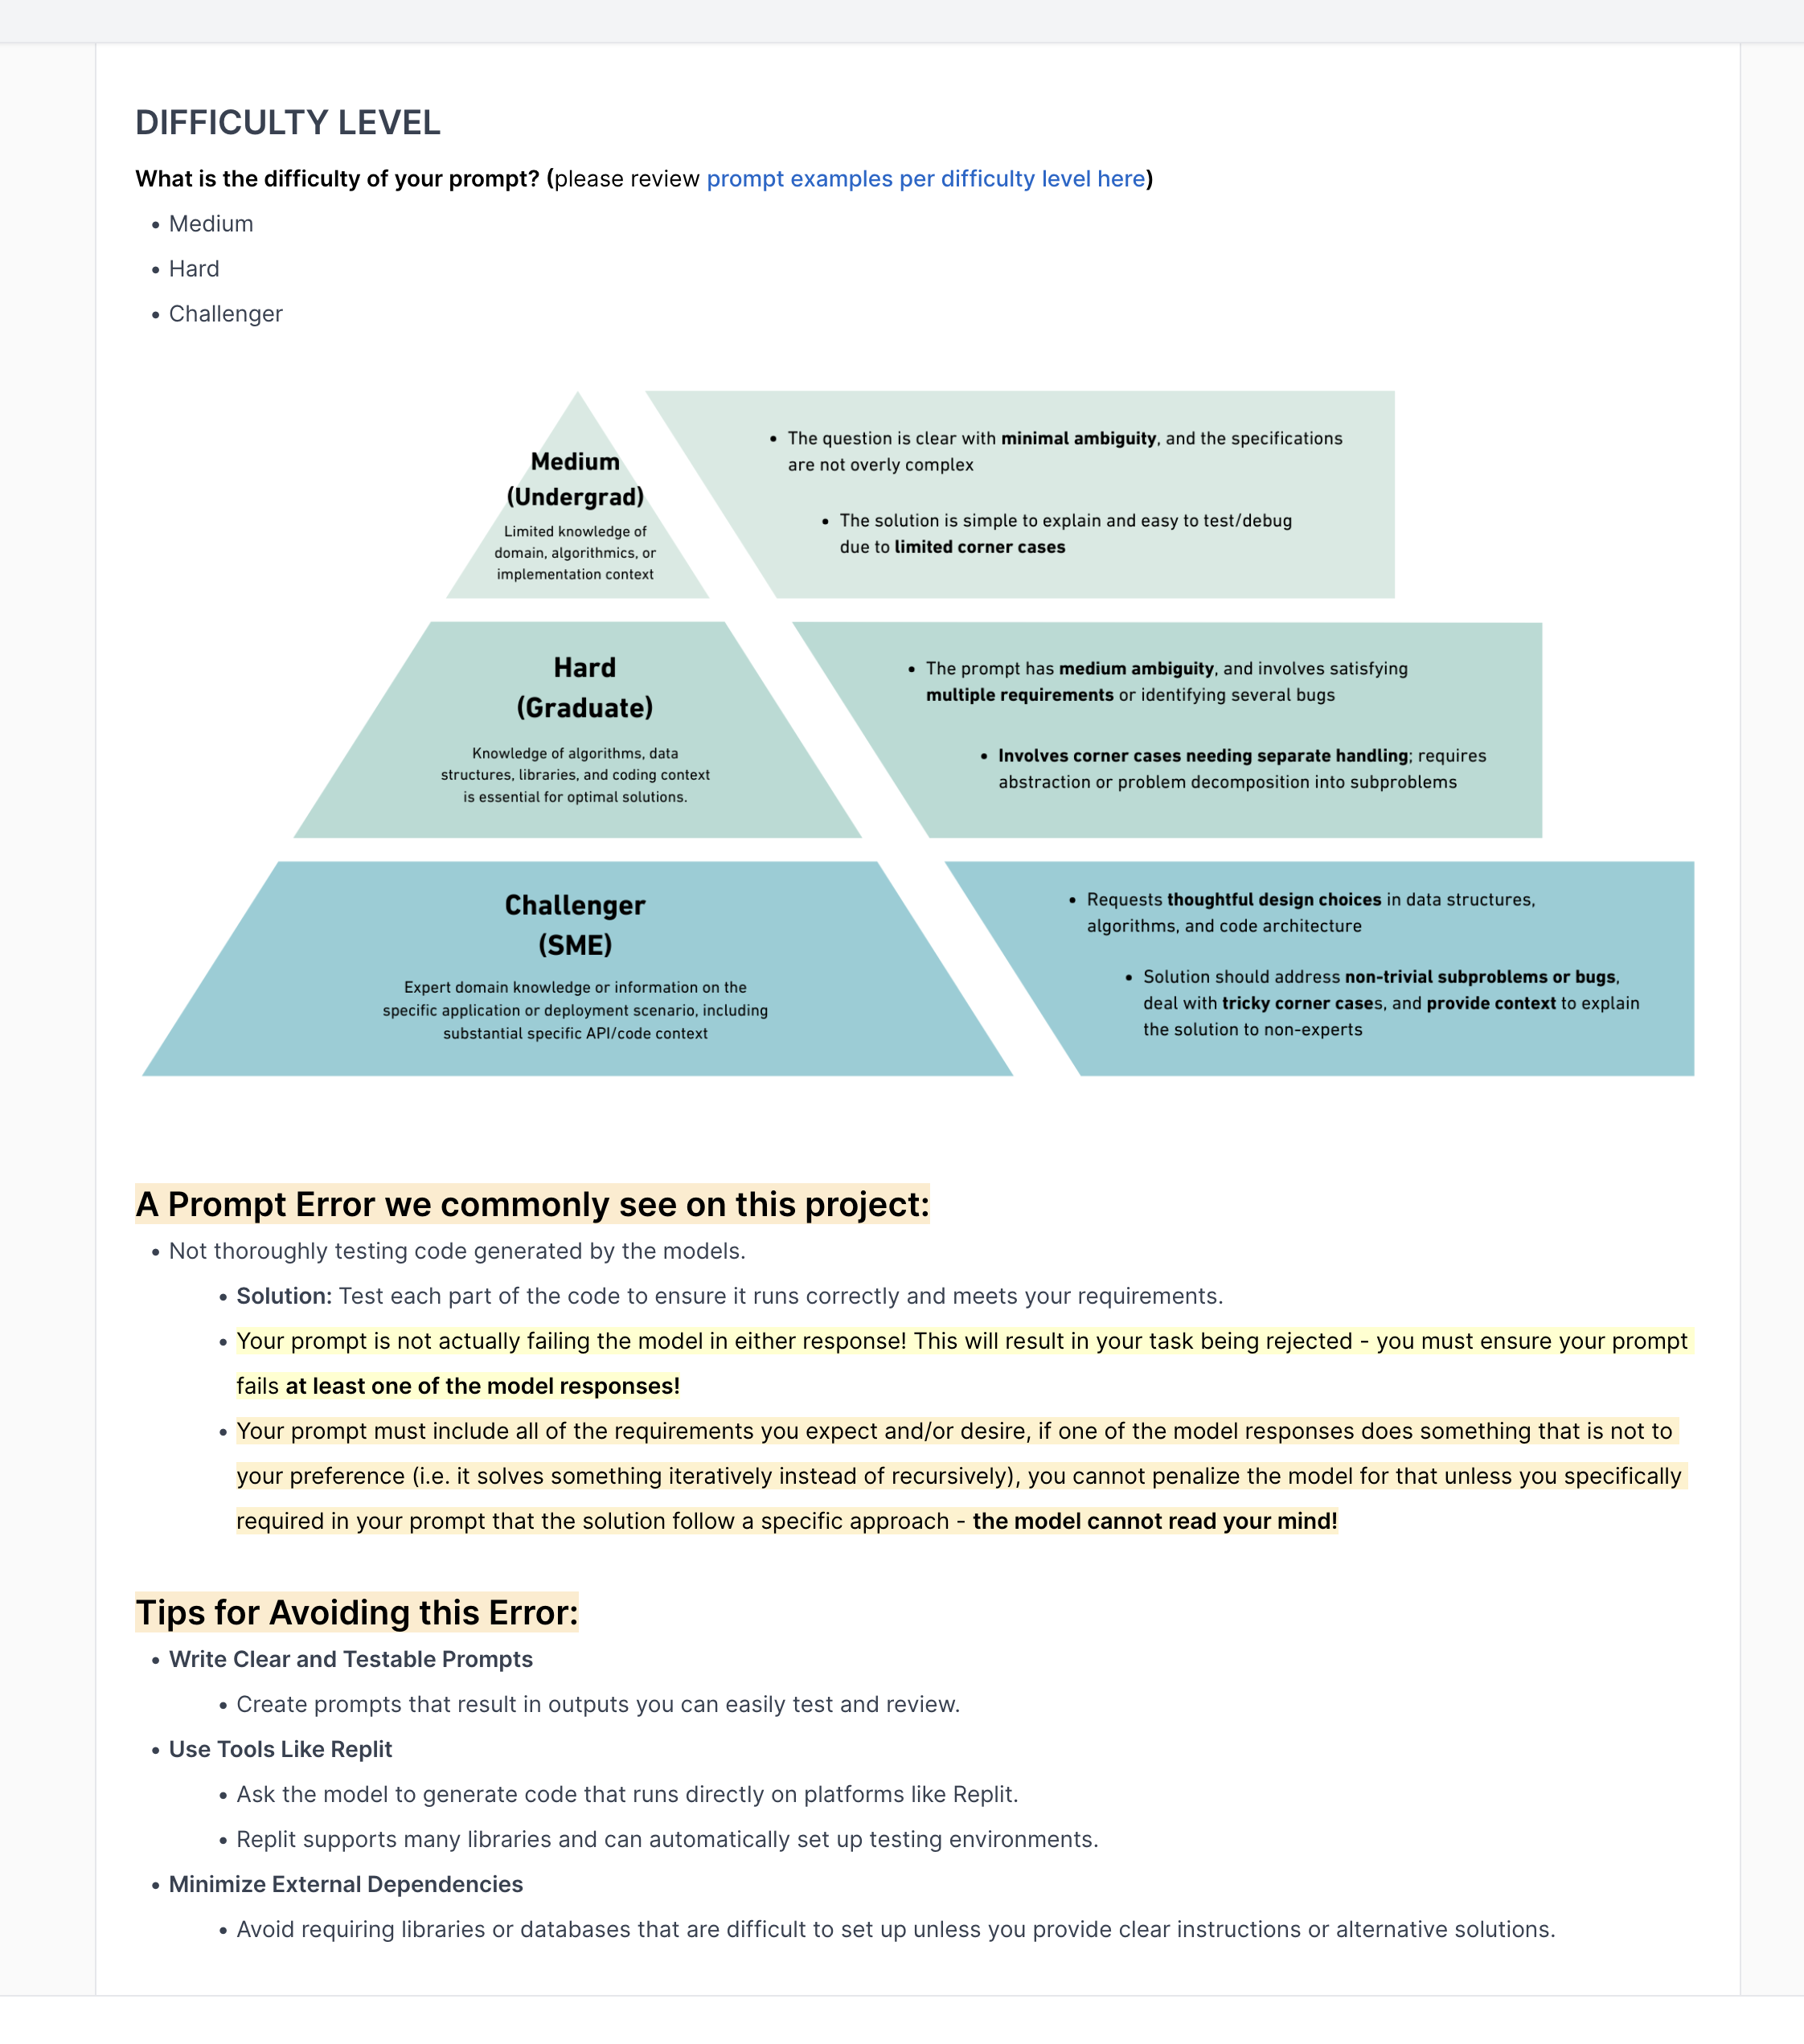 DIFFICULTY LEVEL
What is the difficulty of your prompt? (please review prompt examples per difficulty level here)
• Medium
• Hard
• Challenger
Medium
(Undergrad)
Limited knowledge of
domain, algorithmics, or
implementation context
• The question is clear with minimal ambiguity, and the specifications
are not overly complex
• The solution is simple to explain and easy to test/debug
due to limited corner cases
Hard
(Graduate)
Knowledge of algorithms, data
structures, libraries, and coding context
is essential for optimal solutions.
• The prompt has medium ambiguity, and involves satisfying
multiple requirements or identifying several bugs
• Involves corner cases needing separate handling; requires
abstraction or problem decomposition into subproblems
Challenger
(SME)
Expert domain knowledge or information on the
specific application or deployment scenario, including
substantial specific API/code context
• Requests thoughtful design choices in data structures,
algorithms, and code architecture
• Solution should address non-trivial subproblems or bugs,
deal with tricky corner cases, and provide context to explain
the solution to non-experts
A Prompt Error we commonly see on this project:
• Not thoroughly testing code generated by the models.
• Solution: Test each part of the code to ensure it runs correctly and meets your requirements.
• Your prompt is not actually failing the model in either response! This will result in your task being rejected - you must ensure your prompt
fails at least one of the model responses!
• Your prompt must include all of the requirements you expect and/or desire, if one of the model responses does something that is not to
your preference (i.e. it solves something iteratively instead of recursively), you cannot penalize the model for that unless you specifically
required in your prompt that the solution follow a specific approach - the model cannot read your mind!
Tips for Avoiding this Error:
• Write Clear and Testable Prompts
• Create prompts that result in outputs you can easily test and review.
• Use Tools Like Replit
• Ask the model to generate code that runs directly on platforms like Replit.
• Replit supports many libraries and can automatically set up testing environments.
• Minimize External Dependencies
• Avoid requiring libraries or databases that are difficult to set up unless you provide clear instructions or alternative solutions.